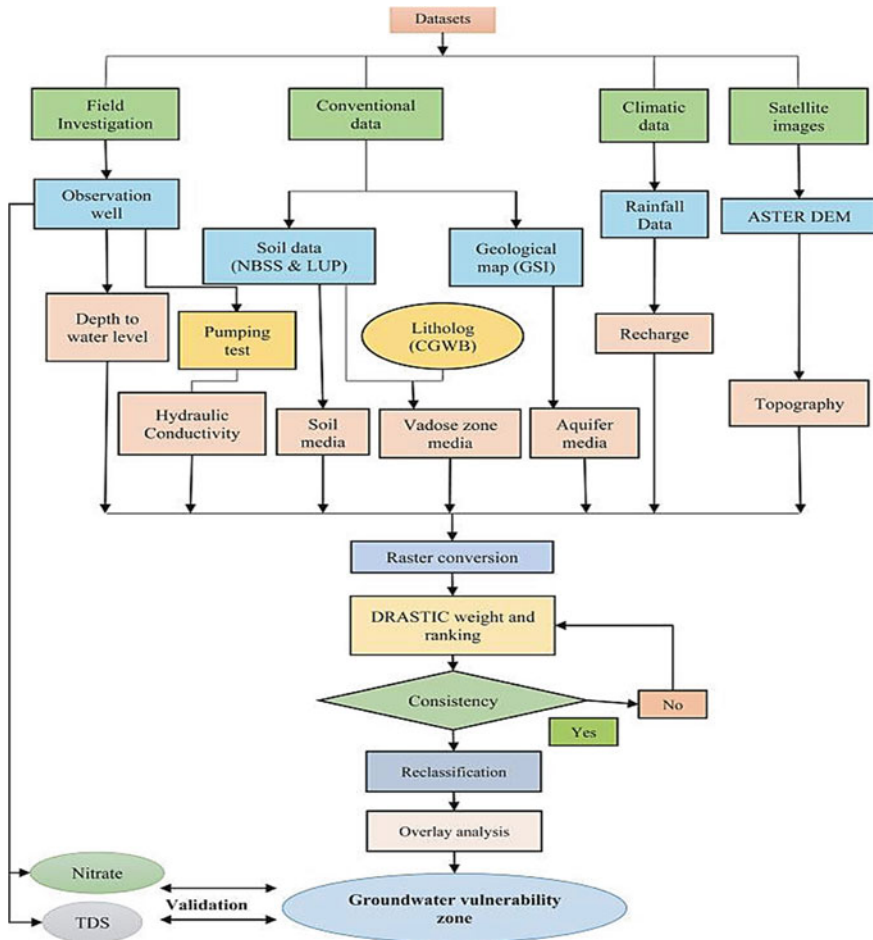 Datasets
Field
Investigation
Conventional
data
Climatic
data
Satellite
images
Observation
well
Soil data
(NBSS & LUP)
Geological
map (GSI)
Rainfall
Data
ASTER DEM
Depth to
water level
Pumping
test
Litholog
(CGWB)
Recharge
Hydraulic
Conductivity
Soil
media
Vadose zone
media
Aquifer
media
Topography
Raster conversion
DRASTIC weight and
ranking
Consistency
No
Yes
Reclassification
Overlay analysis
Nitrate
Validation
TDS
Groundwater vulnerability
zone